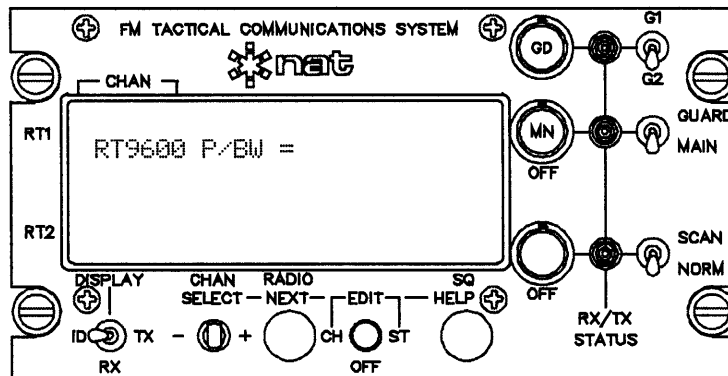 FM TACTICAL COMMUNICATIONS SYSTEM
nat
CHAN
RT1
RT2
RT9600 P/BW =
GD
G1
G2
GUARD
MN
MAIN
OFF
SCAN
NORM
OFF
RX/TX
STATUS
DISPLAY
ID TX
RX
CHAN
SELECT
- +
RADIO
NEXT
EDIT
CH ST
OFF
SQ
HELP